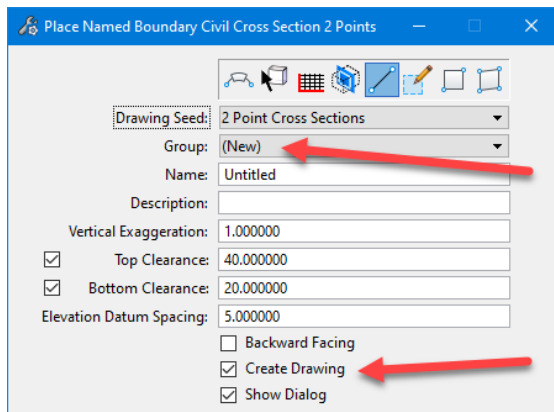 Place Named Boundary Civil Cross Section 2 Points
Drawing Seed: 2 Point Cross Sections
Group: (New)
Name: Untitled
Description:
Vertical Exaggeration: 1.000000
Top Clearance: 40.000000
Bottom Clearance: 20.000000
Elevation Datum Spacing: 5.000000
Backward Facing
Create Drawing
Show Dialog